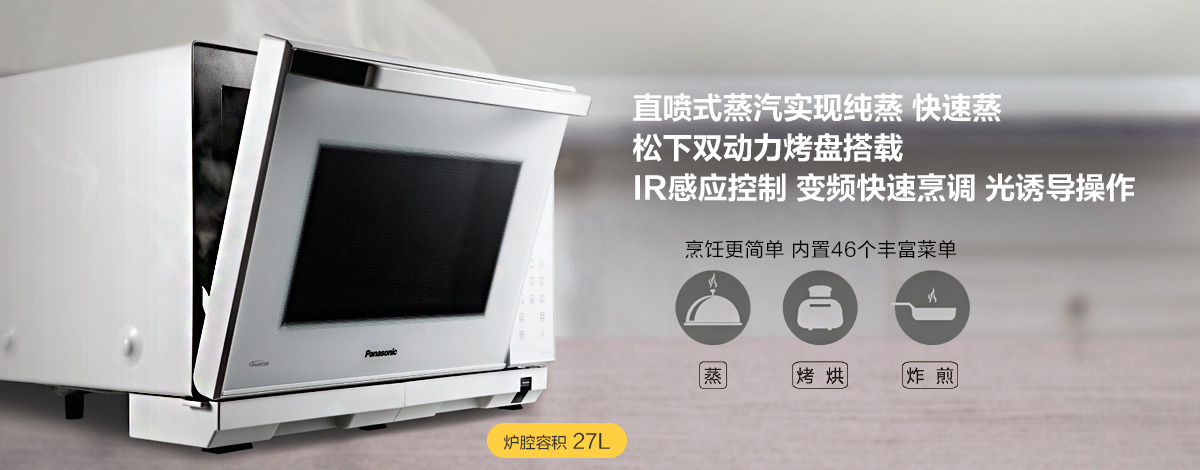 直喷式蒸汽实现纯蒸 快速蒸
松下双动力烤盘搭载
IR感应控制 变频快速烹调 光诱导操作
烹饪更简单 内置46个丰富菜单
蒸
烤 烘
炸 煎
Panasonic
炉腔容积 27L